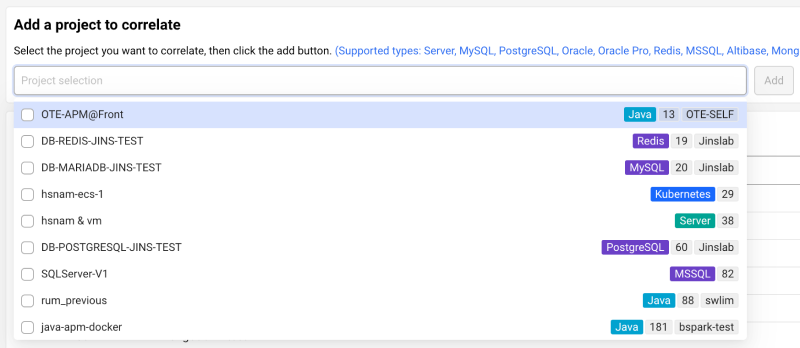 Add a project to correlate
Select the project you want to correlate, then click the add button. (Supported types: Server, MySQL, PostgreSQL, Oracle, Oracle Pro, Redis, MSSQL, Altibase, Mong
Project selection Add
OTE-APM@Front Java 13 OTE-SELF
DB-REDIS-JINS-TEST Redis 19 Jinslab
DB-MARIADB-JINS-TEST MySQL 20 Jinslab
hsnam-ecs-1 Kubernetes 29
hsnam & vm Server 38
DB-POSTGRESQL-JINS-TEST PostgreSQL 60 Jinslab
SQLServer-V1 MSSQL 82
rum_previous Java 88 swlim
java-apm-docker Java 181 bspark-test